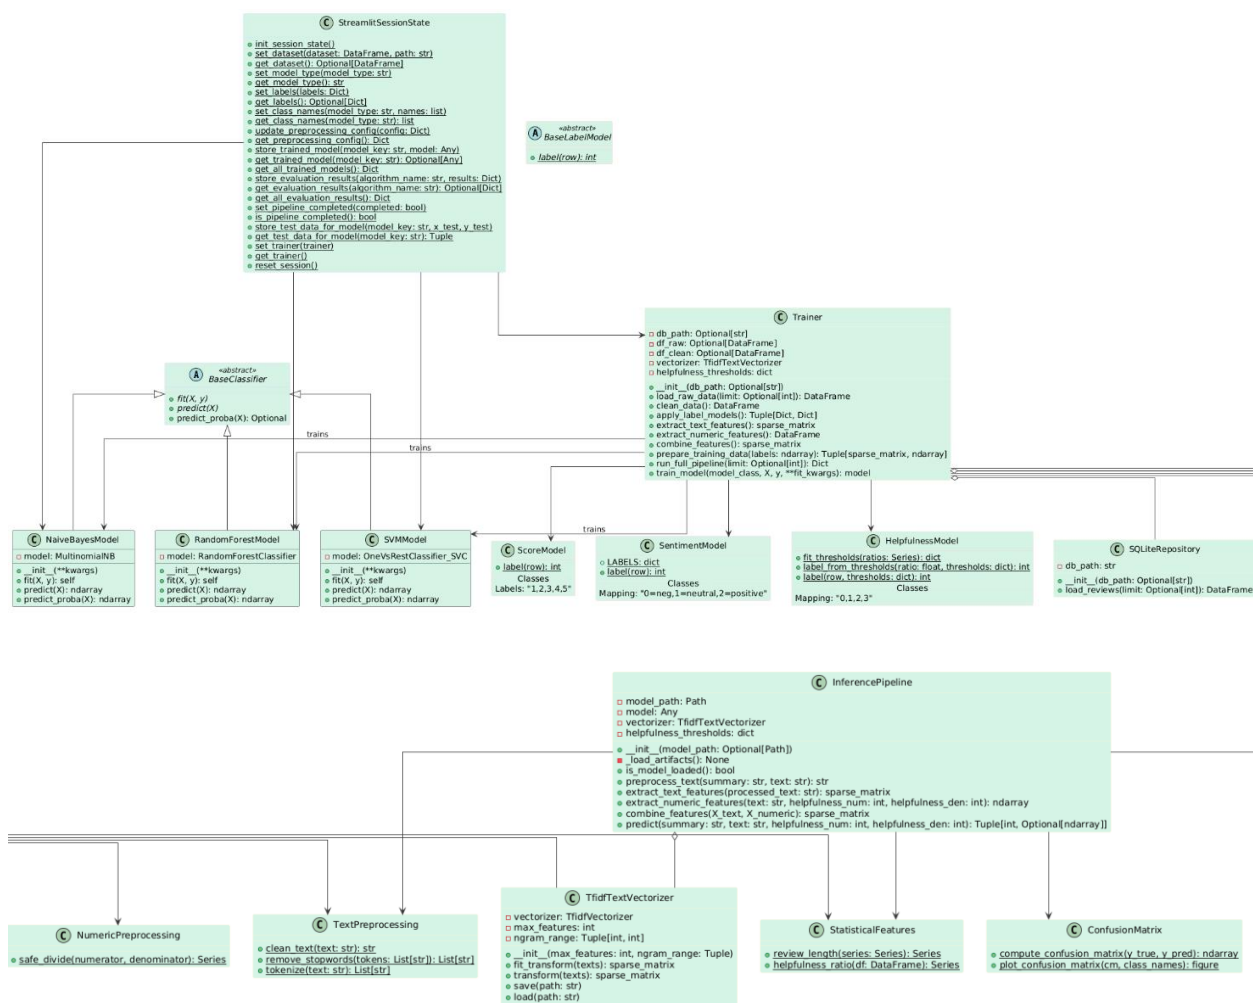 C StreamlitSessionState
init_session_state()
set_dataset(dataset: DataFrame, path: str)
get_dataset(): Optional[DataFrame]
set_model_type(model_type: str)
get_model_type(): str
set_labels(labels: Dict)
get_labels(): Optional[Dict]
set_class_names(model_type: str, names: list)
get_class_names(model_type: str): list
update_preprocessing_config(config: Dict)
get_preprocessing_config(): Dict
store_trained_model(model_key: str, model: Any)
get_trained_model(model_key: str): Optional[Any]
get_all_trained_models(): Dict
store_evaluation_results(algorithm_name: str, results: Dict)
get_evaluation_results(algorithm_name: str): Optional[Dict]
get_all_evaluation_results(): Dict
set_pipeline_completed(completed: bool)
is_pipeline_completed(): bool
store_test_data_for_model(model_key: str, x_test, y_test)
get_test_data_for_model(model_key: str): Tuple
set_trainer(trainer)
get_trainer()
reset_session()
«abstract»
A BaseLabelModel
label(row): int
C Trainer
db_path: Optional[str]
df_raw: Optional[DataFrame]
df_clean: Optional[DataFrame]
vectorizer: TfidfTextVectorizer
helpfulness_thresholds: dict
__init__(db_path: Optional[str])
load_raw_data(limit: Optional[int]): DataFrame
clean_data(): DataFrame
apply_label_models(): Tuple[Dict, Dict]
extract_text_features(): sparse_matrix
extract_numeric_features(): DataFrame
combine_features(): sparse_matrix
prepare_training_data(labels: ndarray): Tuple[sparse_matrix, ndarray]
run_full_pipeline(limit: Optional[int]): Dict
train_model(model_class, X, y, **fit_kwargs): model
«abstract»
A BaseClassifier
fit(X, y)
predict(X)
predict_proba(X): Optional
trains
trains
trains
C NaiveBayesModel
model: MultinomialNB
__init__(**kwargs)
fit(X, y): self
predict(X): ndarray
predict_proba(X): ndarray
C RandomForestModel
model: RandomForestClassifier
__init__(**kwargs)
fit(X, y): self
predict(X): ndarray
predict_proba(X): ndarray
C SVMModel
model: OneVsRestClassifier_SVC
__init__(**kwargs)
fit(X, y): self
predict(X): ndarray
predict_proba(X): ndarray
C ScoreModel
label(row): int
Classes
Labels: "1,2,3,4,5"
C SentimentModel
LABELS: dict
label(row): int
Classes
Mapping: "0=neg,1=neutral,2=positive"
C HelpfulnessModel
fit_thresholds(ratios: Series): dict
label_from_thresholds(ratio: float, thresholds: dict): int
label(row, thresholds: dict): int
Classes
Mapping: "0,1,2,3"
C SQLiteRepository
db_path: str
__init__(db_path: Optional[str])
load_reviews(limit: Optional[int]): DataFrame
C InferencePipeline
model_path: Path
model: Any
vectorizer: TfidfTextVectorizer
helpfulness_thresholds: dict
__init__(model_path: Optional[Path])
_load_artifacts(): None
is_model_loaded(): bool
preprocess_text(summary: str, text: str): str
extract_text_features(processed_text: str): sparse_matrix
extract_numeric_features(text: str, helpfulness_num: int, helpfulness_den: int): ndarray
combine_features(X_text, X_numeric): sparse_matrix
predict(summary: str, text: str, helpfulness_num: int, helpfulness_den: int): Tuple[int, Optional[ndarray]]
C NumericPreprocessing
safe_divide(numerator, denominator): Series
C TextPreprocessing
clean_text(text: str): str
remove_stopwords(tokens: List[str]): List[str]
tokenize(text: str): List[str]
C TfidfTextVectorizer
vectorizer: TfidfVectorizer
max_features: int
ngram_range: Tuple[int, int]
__init__(max_features: int, ngram_range: Tuple)
fit_transform(texts): sparse_matrix
transform(texts): sparse_matrix
save(path: str)
load(path: str)
C StatisticalFeatures
review_length(series: Series): Series
helpfulness_ratio(df: DataFrame): Series
C ConfusionMatrix
compute_confusion_matrix(y_true, y_pred): ndarray
plot_confusion_matrix(cm, class_names): figure